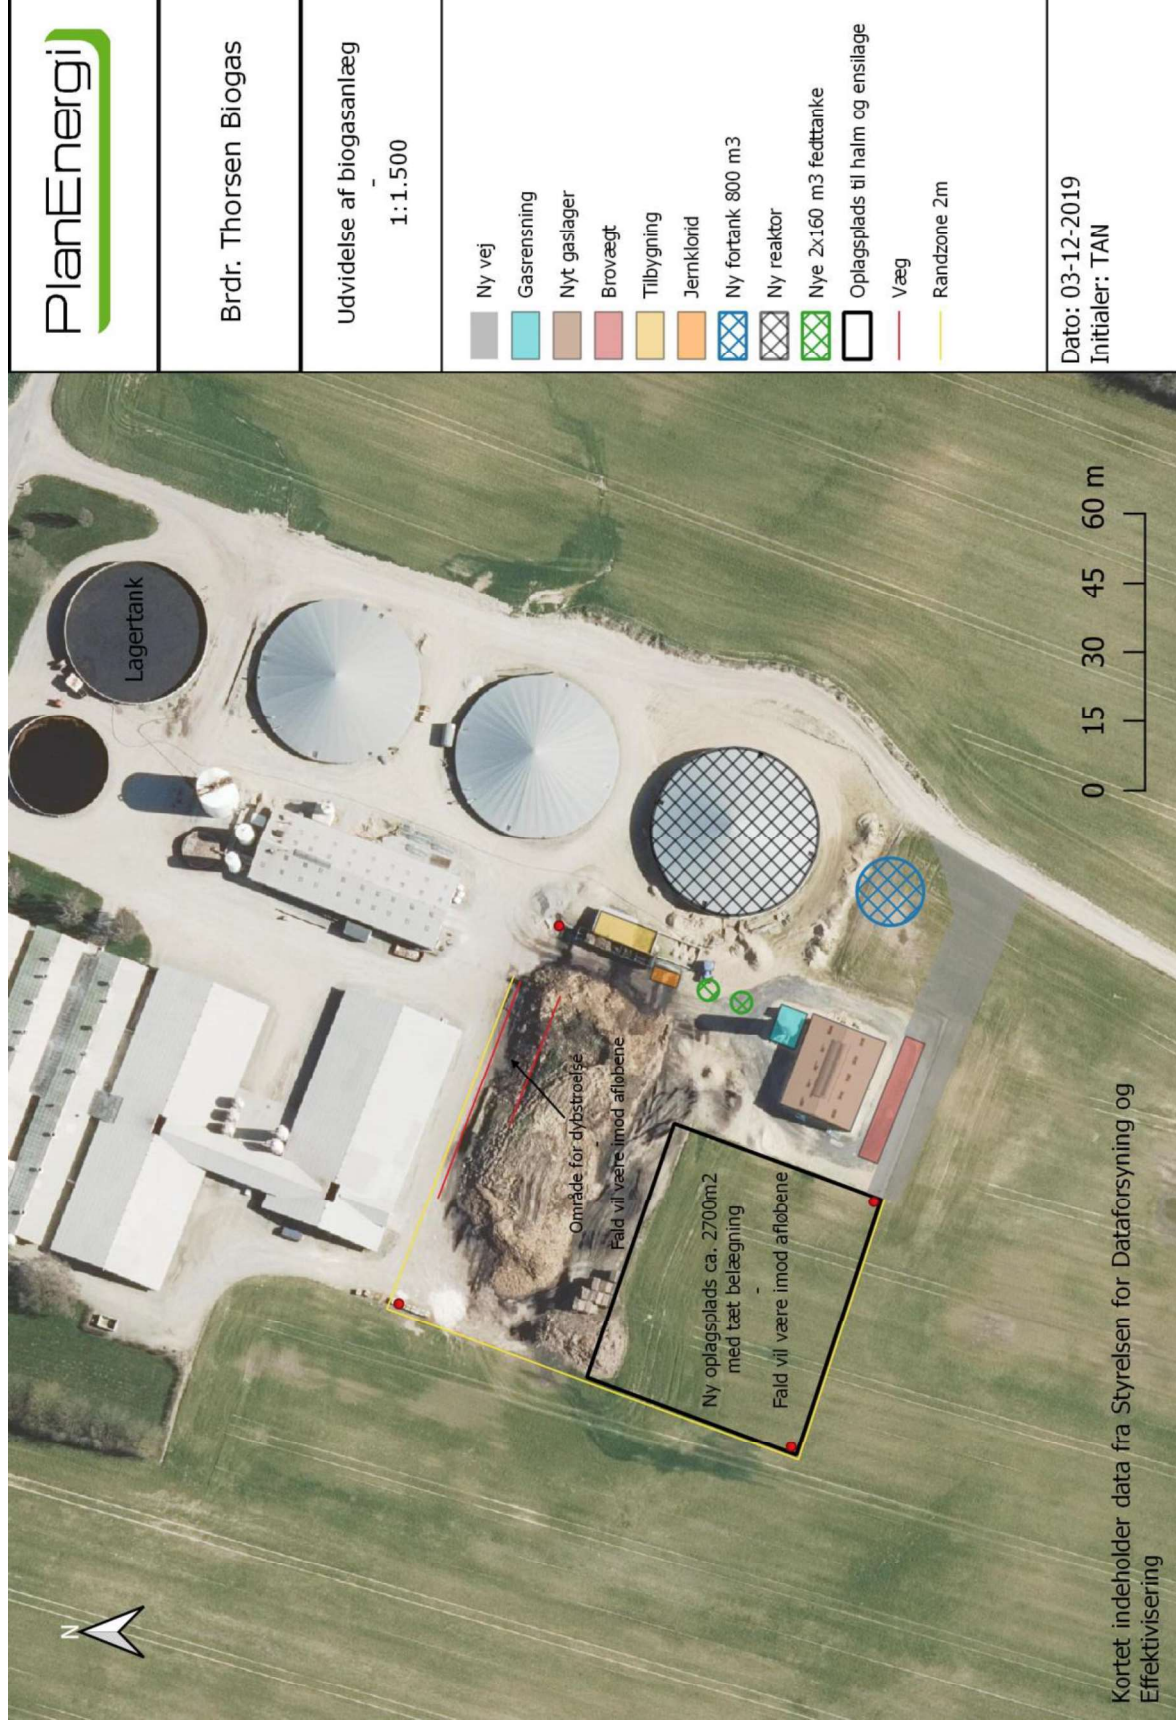 PlanEnergi
Brdr. Thorsen Biogas
Udvidelse af biogasanlæg
-
1:1.500
Ny vej
Gasrensning
Nyt gaslager
Brovægt
Tilbygning
Jernklorid
Ny fortank 800 m3
Ny reaktor
Nye 2x160 m3 fedttanke
Oplagsplads til halm og ensilage
Væg
Randzone 2m
Dato: 03-12-2019
Initialer: TAN
N
Lagertank
Område for dybstrøelse
-
Fald vil være imod afløbene
Ny oplagsplads ca. 2700m2
med tæt belægning
-
Fald vil være imod afløbene
0 15 30 45 60 m
Kortet indeholder data fra Styrelsen for Dataforsyning og
Effektivisering